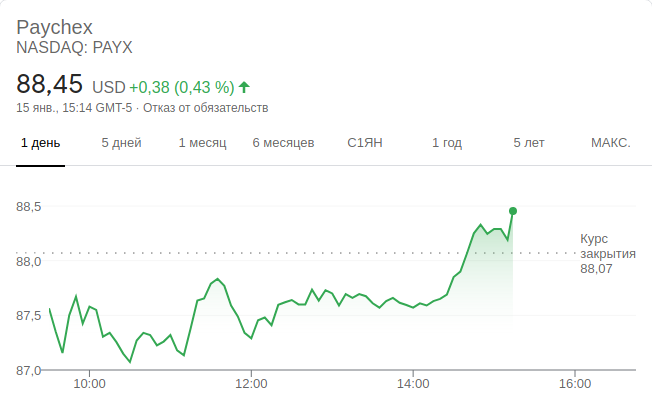 Paychex
NASDAQ: PAYX
88,45 USD +0,38 (0,43 %)
15 янв., 15:14 GMT-5 · Отказ от обязательств
1 день 5 дней 1 месяц 6 месяцев С1ЯН 1 год 5 лет МАКС.
88,5
88,0
87,5
87,0
Курс
закрытия
88,07
10:00 12:00 14:00 16:00